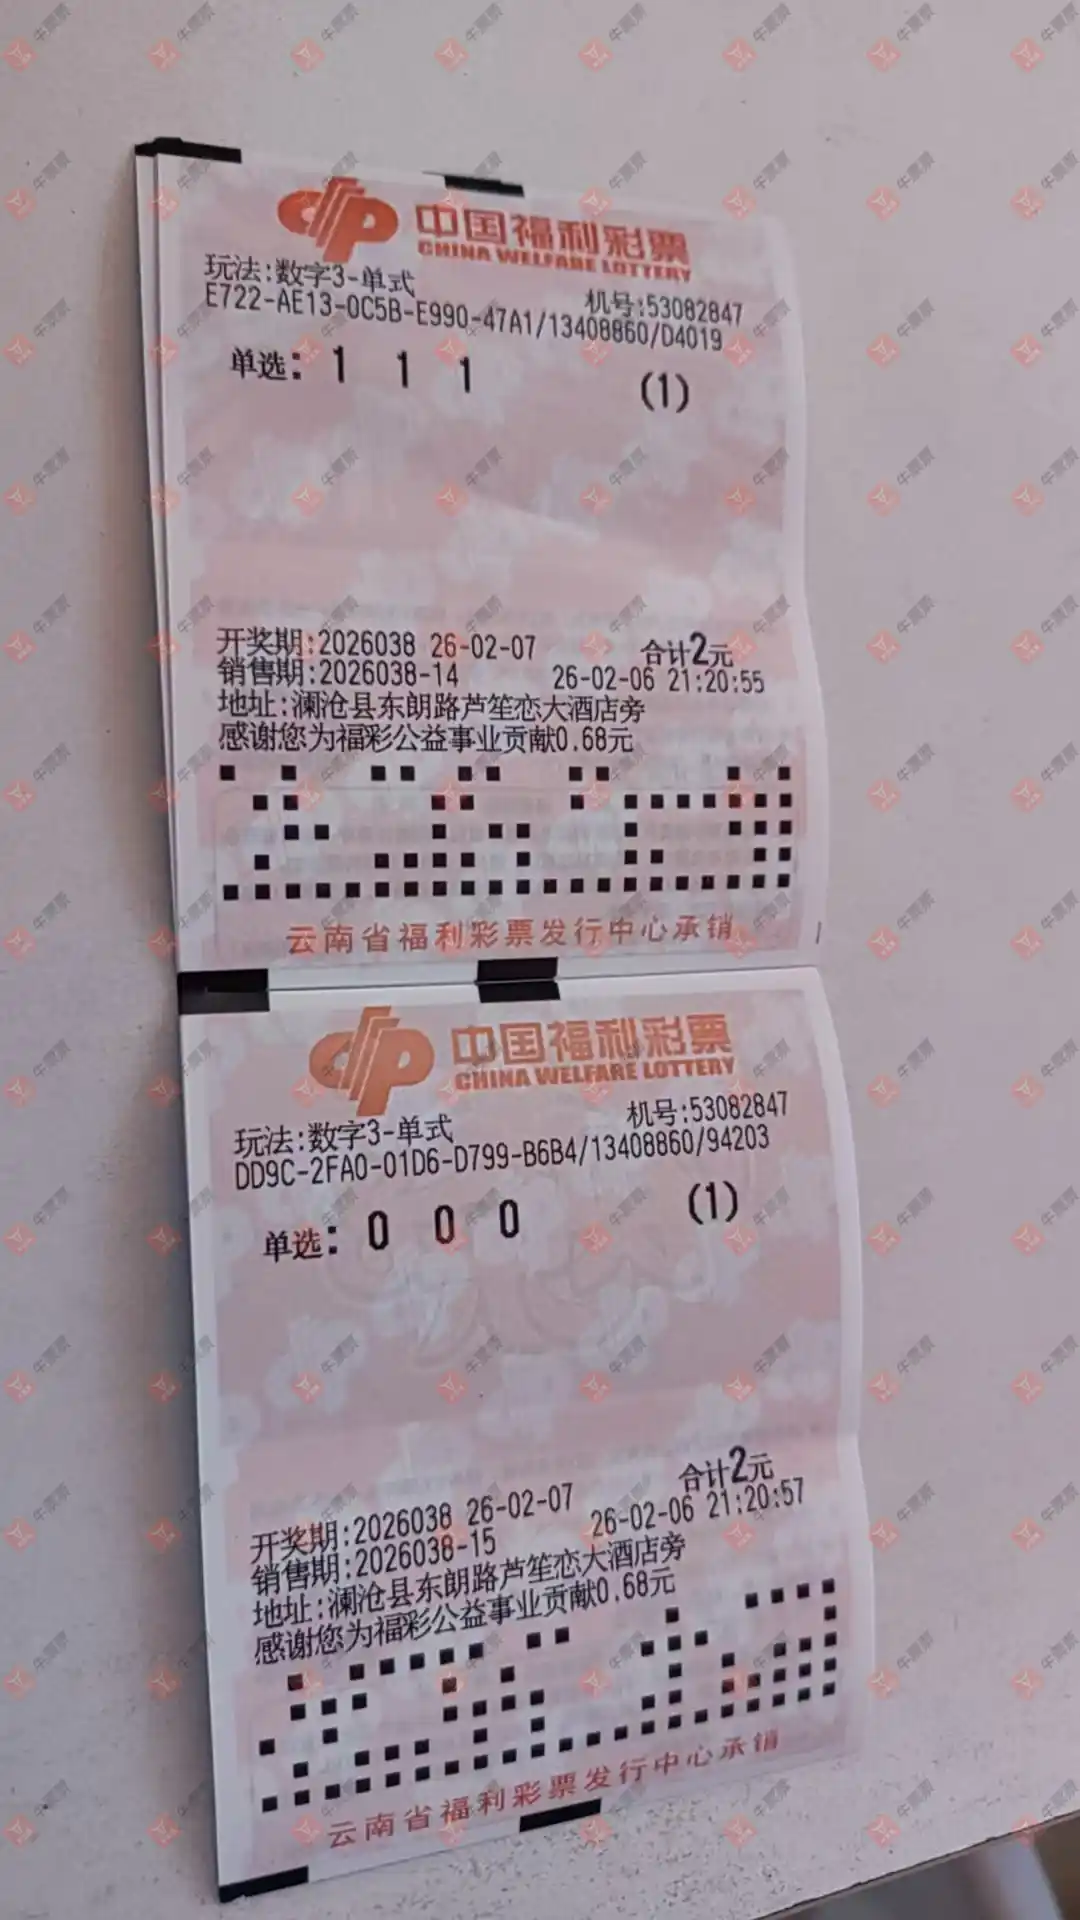 中国福利彩票
CHINA WELFARE LOTTERY
玩法:数字3-单式 机号:53082847
E722-AE13-0C5B-E990-47A1/13408860/D4019
单选: 1 1 1 (1)
开奖期:2026038 26-02-07 合计2元
销售期:2026038-14 26-02-06 21:20:55
地址:澜沧县东朗路芦笙恋大酒店旁
感谢您为福彩公益事业贡献0.68元
云南省福利彩票发行中心承销
中国福利彩票
CHINA WELFARE LOTTERY
玩法:数字3-单式 机号:53082847
DD9C-2FA0-01D6-D799-B6B4/13408860/94203
单选: 0 0 0 (1)
开奖期:2026038 26-02-07 合计2元
销售期:2026038-15 26-02-06 21:20:57
地址:澜沧县东朗路芦笙恋大酒店旁
感谢您为福彩公益事业贡献0.68元
云南省福利彩票发行中心承销